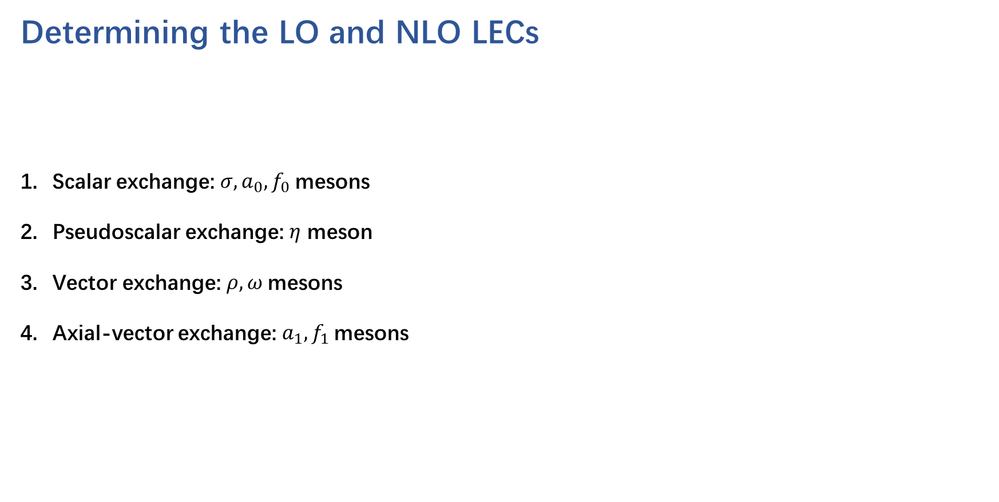 Determining the LO and NLO LECs
1. Scalar exchange: σ, a₀, f₀ mesons
2. Pseudoscalar exchange: η meson
3. Vector exchange: ρ, ω mesons
4. Axial-vector exchange: a₁, f₁ mesons